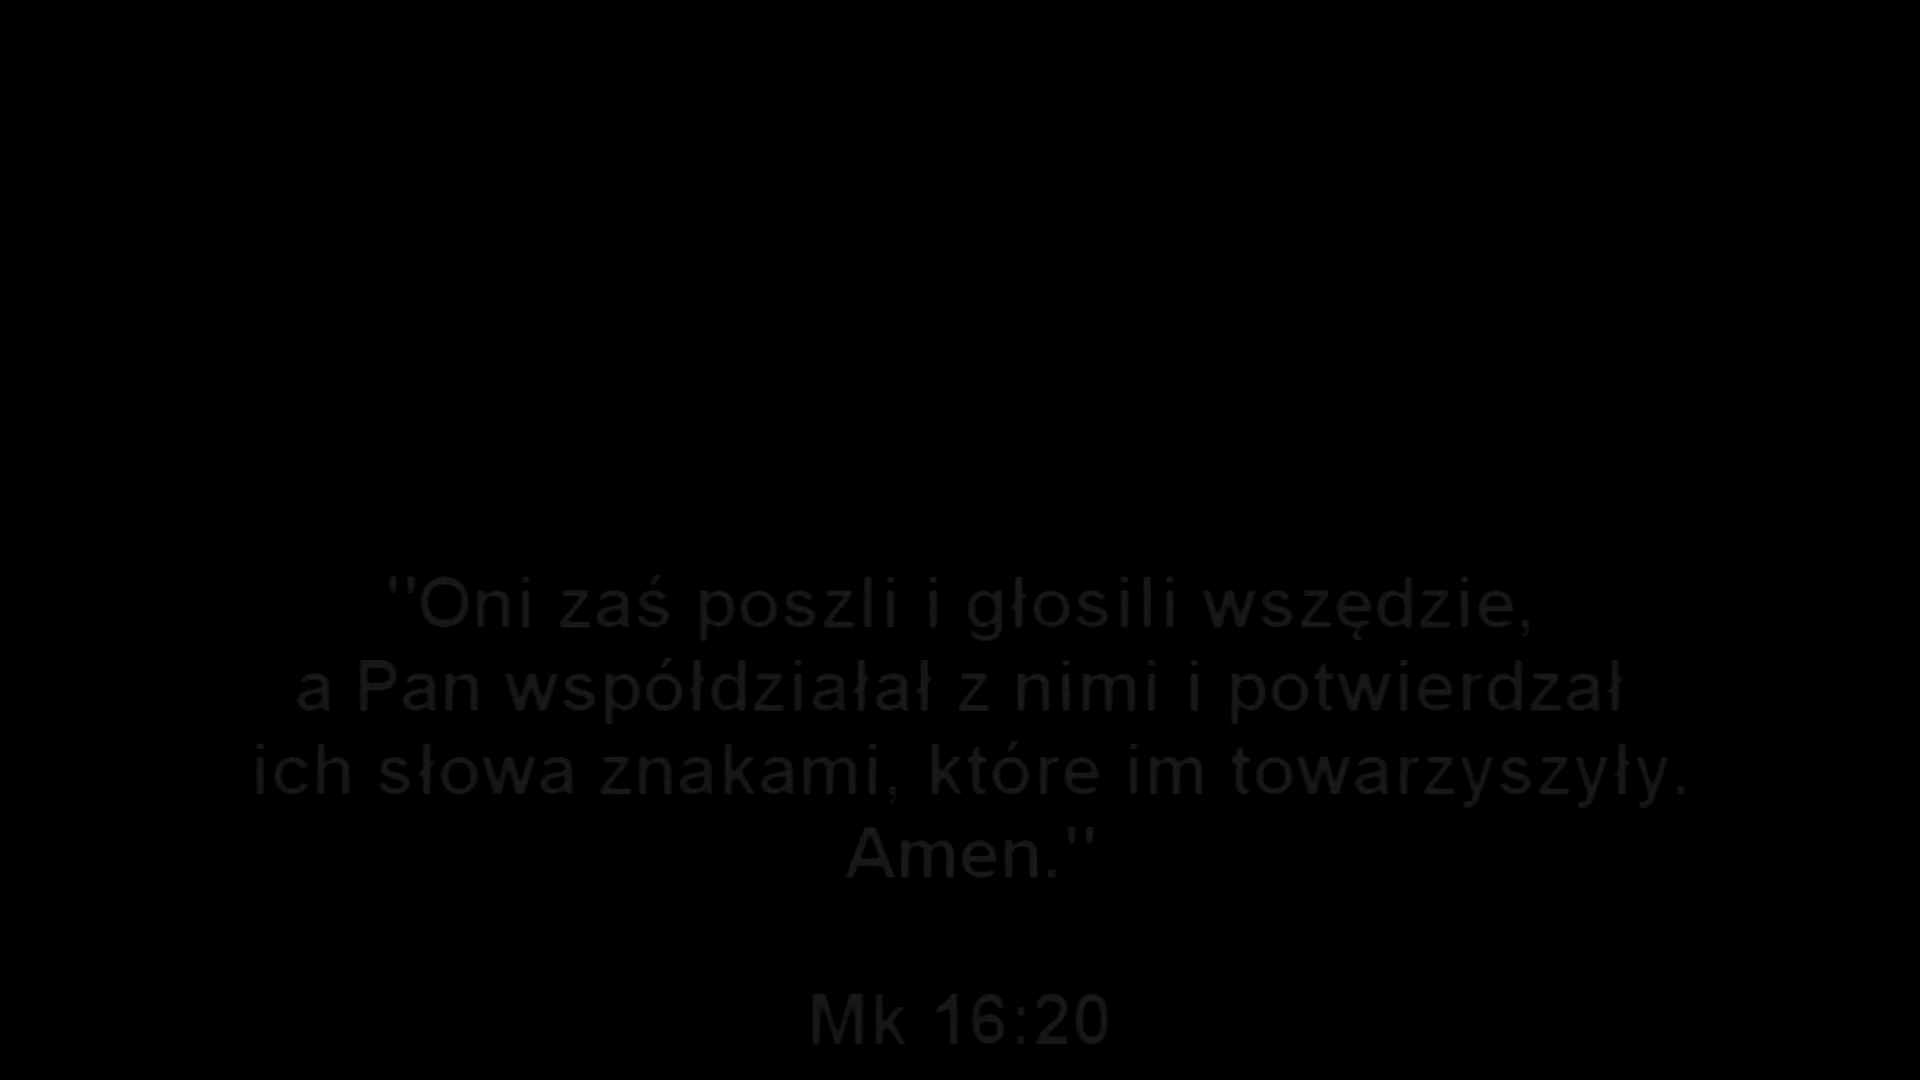 "Oni zaś poszli i głosili wszędzie,
a Pan współdziałał z nimi i potwierdzał
ich słowa znakami, które im towarzyszyły.
Amen."
Mk 16:20